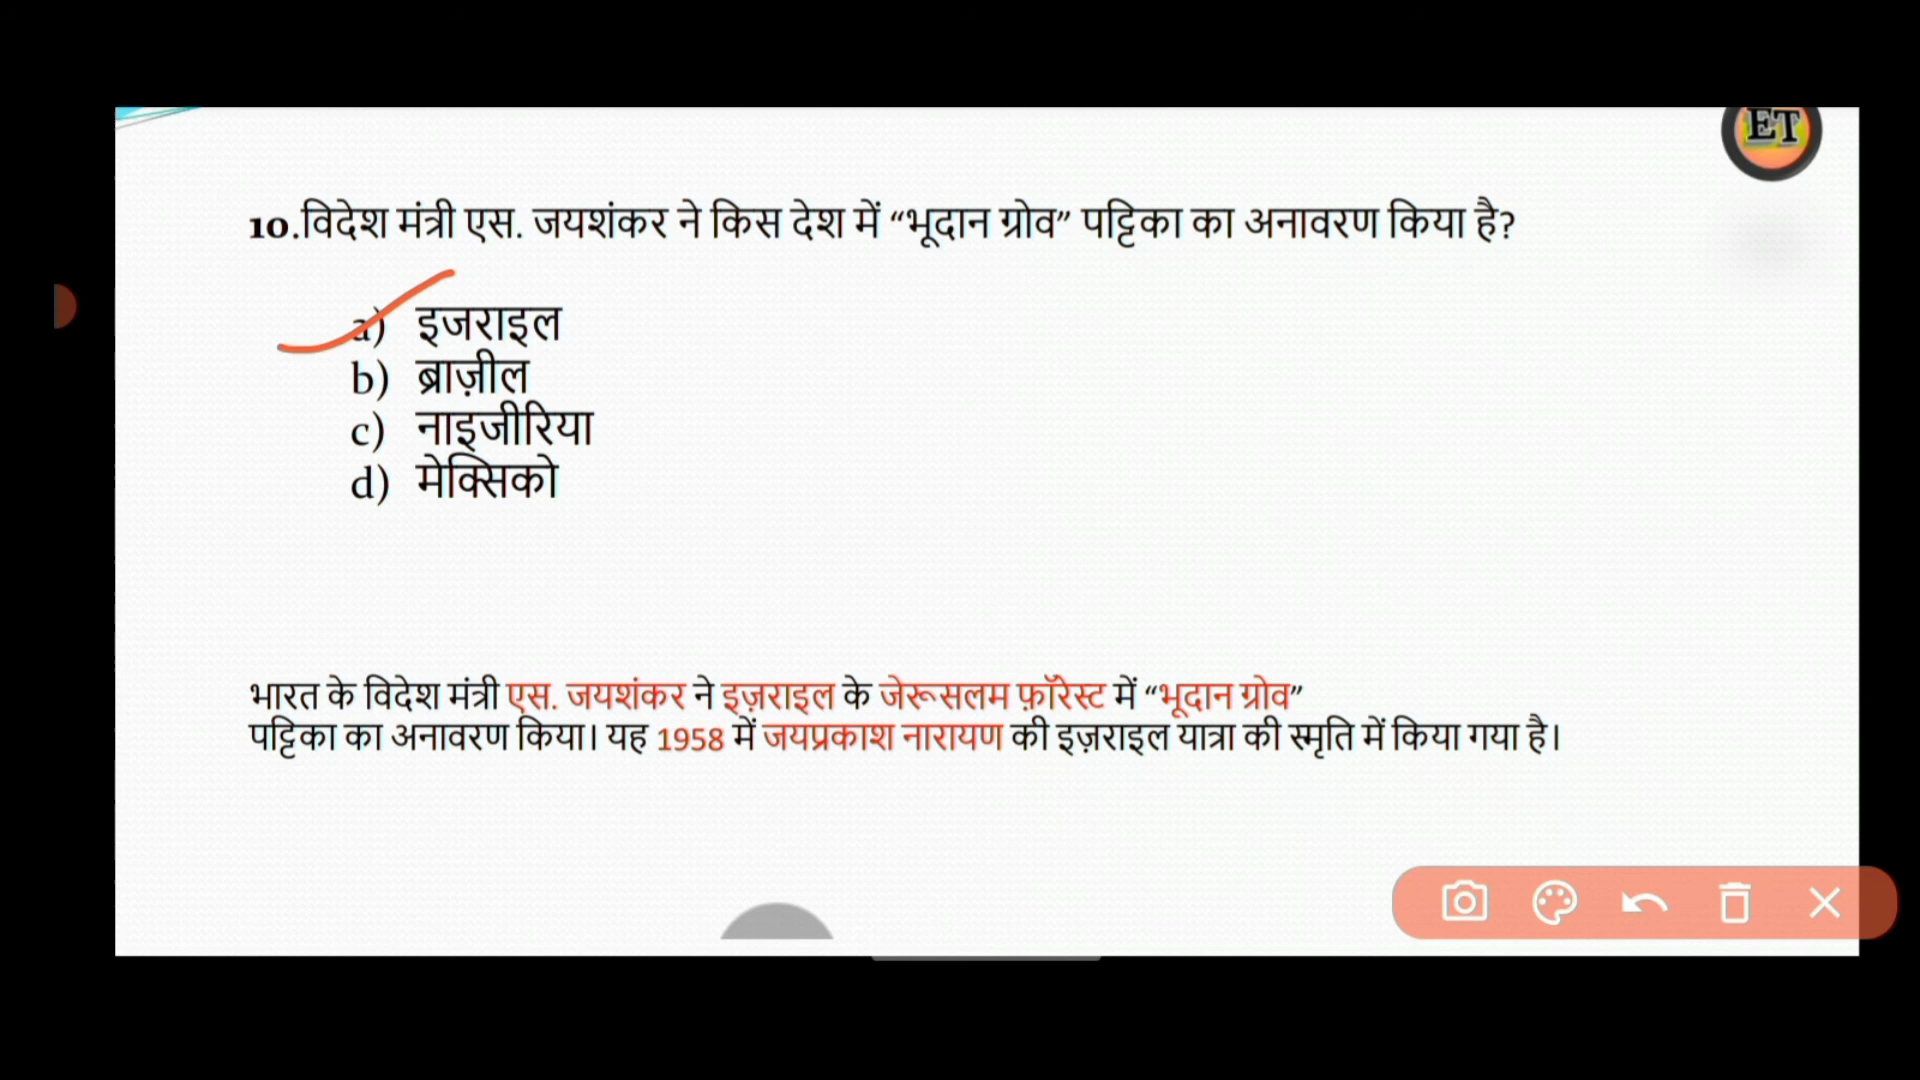 ET
10.विदेश मंत्री एस. जयशंकर ने किस देश में “भूदान ग्रोव” पट्टिका का अनावरण किया है?
a) इजराइल
b) ब्राज़ील
c) नाइजीरिया
d) मेक्सिको
भारत के विदेश मंत्री एस. जयशंकर ने इज़राइल के जेरूसलम फ़ॉरेस्ट में “भूदान ग्रोव”
पट्टिका का अनावरण किया। यह 1958 में जयप्रकाश नारायण की इज़राइल यात्रा की स्मृति में किया गया है।